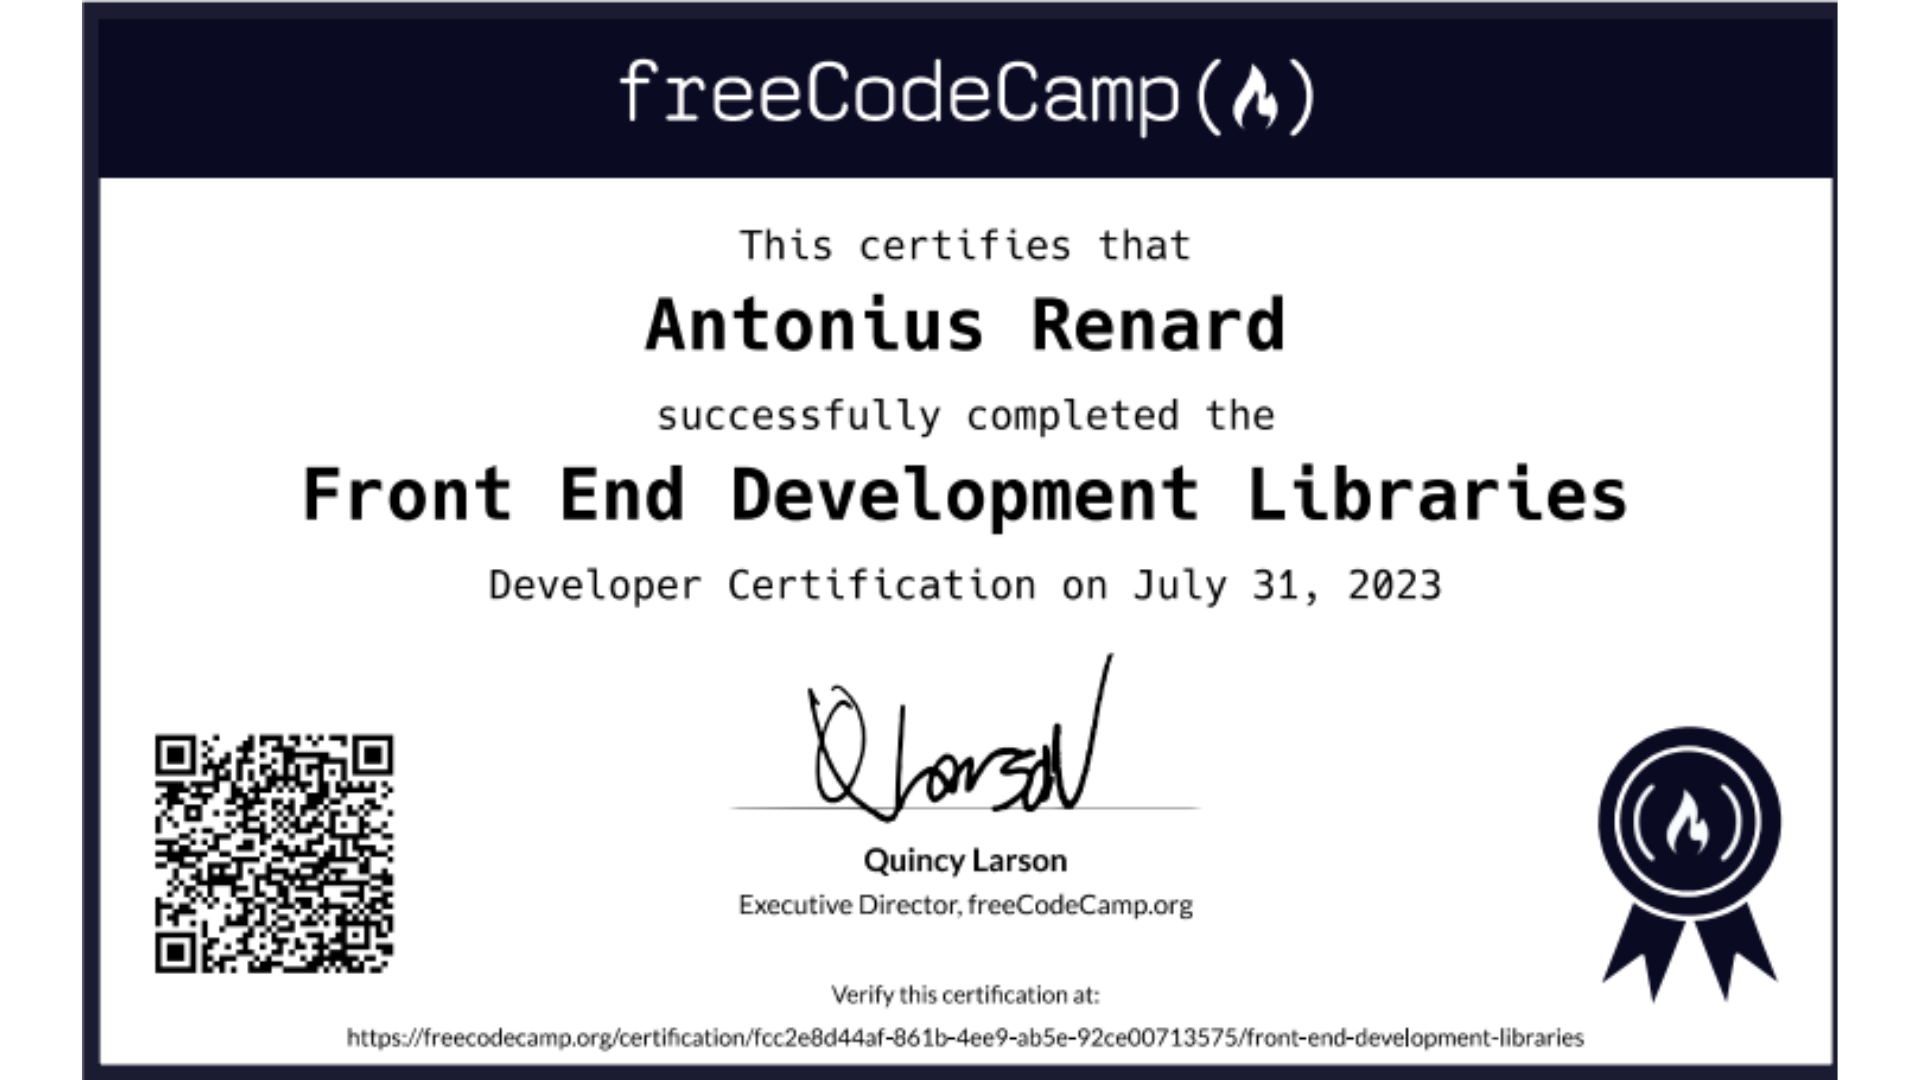 freeCodeCamp
This certifies that
Antonius Renard
successfully completed the
Front End Development Libraries
Developer Certification on July 31, 2023
Q Larson
Quincy Larson
Executive Director, freeCodeCamp.org
Verify this certification at:
https://freecodecamp.org/certification/fcc2e8d44af-861b-4ee9-ab5e-92ce00713575/front-end-development-libraries